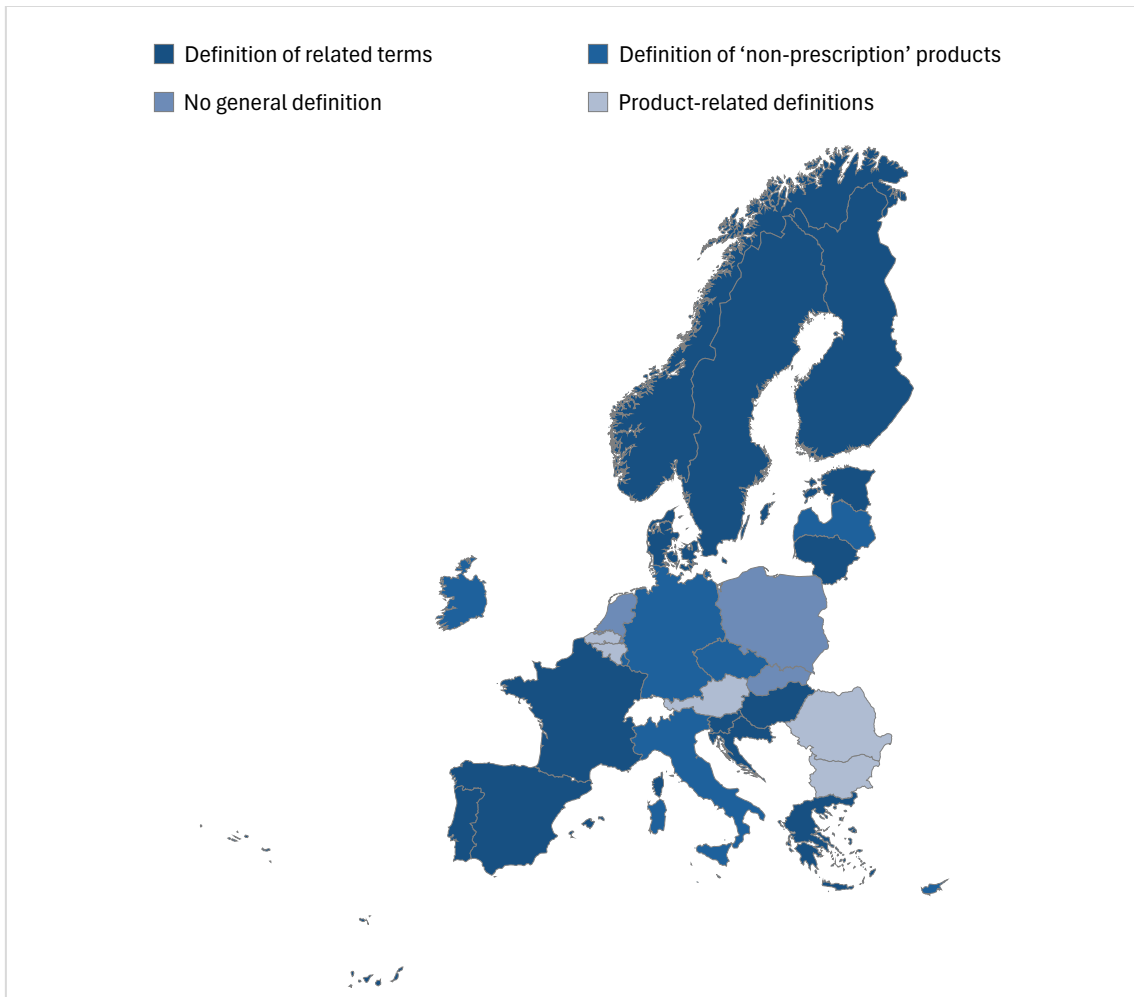 Definition of related terms
Definition of ‘non-prescription’ products
No general definition
Product-related definitions